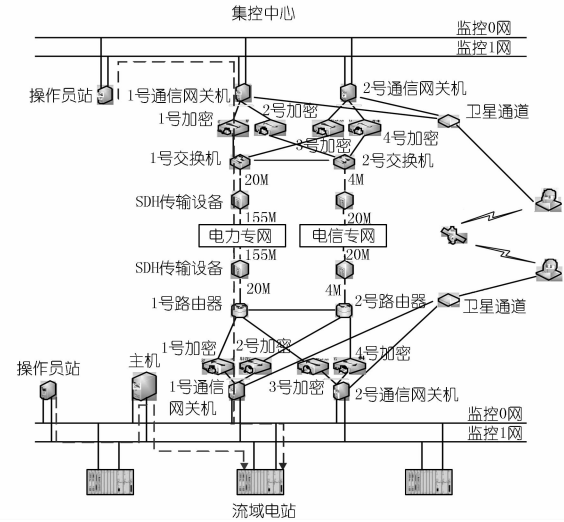 集控中心
监控0网
监控1网
操作员站
1号通信网关机
2号通信网关机
1号加密
2号加密
卫星通道
3号加密
4号加密
1号交换机
2号交换机
20M
4M
SDH传输设备
155M
20M
电力专网
电信专网
155M
20M
SDH传输设备
20M
4M
1号路由器
2号路由器
卫星通道
1号加密
2号加密
4号加密
操作员站
主机
1号通信
网关机
3号加密
2号通信网关机
监控0网
监控1网
流域电站